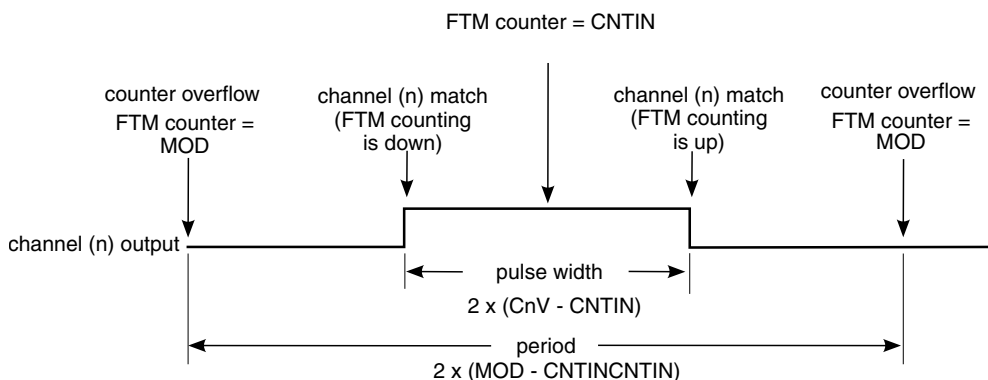 FTM counter = CNTIN
counter overflow
FTM counter =
MOD
channel (n) match
(FTM counting
is down)
channel (n) match
(FTM counting
is up)
counter overflow
FTM counter =
MOD
channel (n) output
pulse width
2 x (CnV - CNTIN)
period
2 x (MOD - CNTINCNTIN)